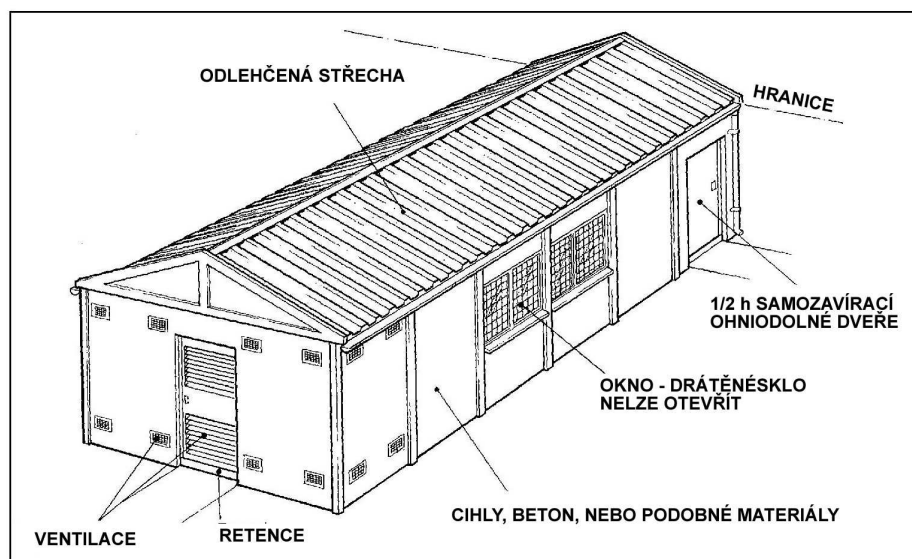 ODLEHČENÁ STŘECHA
HRANICE
1/2 h SAMOZAVÍRACÍ
OHNIODOLNÉ DVEŘE
OKNO - DRÁTĚNÉSKLO
NELZE OTEVŘÍT
CIHLY, BETON, NEBO PODOBNÉ MATERIÁLY
RETENCE
VENTILACE